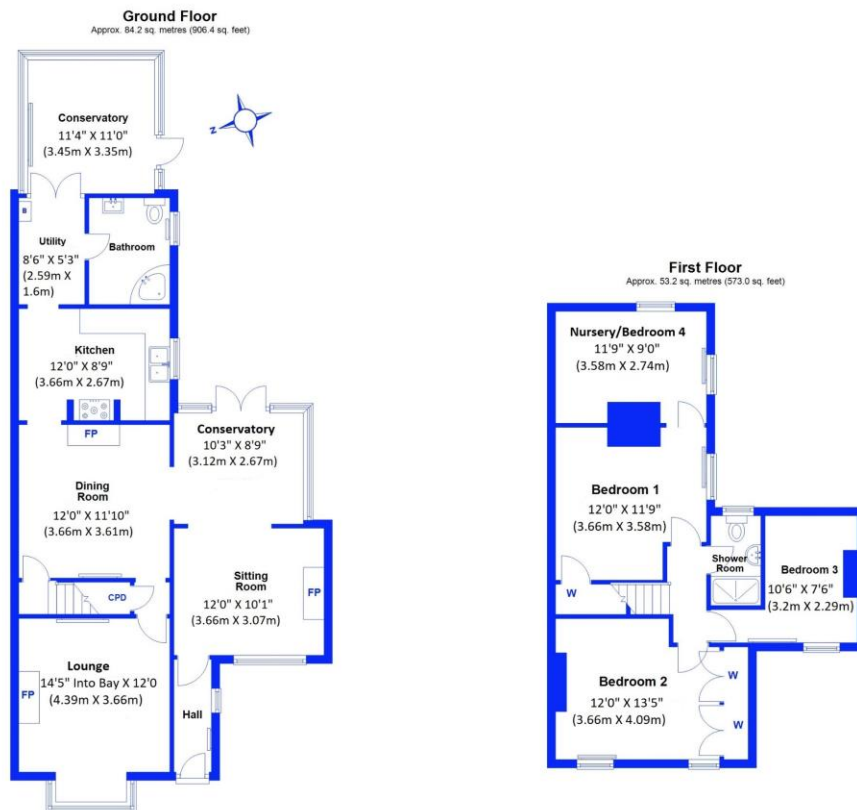 Ground Floor
Approx. 84.2 sq. metres (906.4 sq. feet)
Conservatory
11'4" X 11'0"
(3.45m X 3.35m)
N
Utility
8'6" X 5'3"
(2.59m X
1.6m)
Bathroom
Kitchen
12'0" X 8'9"
(3.66m X 2.67m)
FP
Conservatory
10'3" X 8'9"
(3.12m X 2.67m)
Dining
Room
12'0" X 11'10"
(3.66m X 3.61m)
CPD
Sitting
Room
12'0" X 10'1"
(3.66m X 3.07m)
FP
Lounge
14'5" Into Bay X 12'0
(4.39m X 3.66m)
FP
Hall
First Floor
Approx. 53.2 sq. metres (573.0 sq. feet)
Nursery/Bedroom 4
11'9" X 9'0"
(3.58m X 2.74m)
Bedroom 1
12'0" X 11'9"
(3.66m X 3.58m)
W
Shower
Room
Bedroom 3
10'6" X 7'6"
(3.2m X 2.29m)
Bedroom 2
12'0" X 13'5"
(3.66m X 4.09m)
W
W